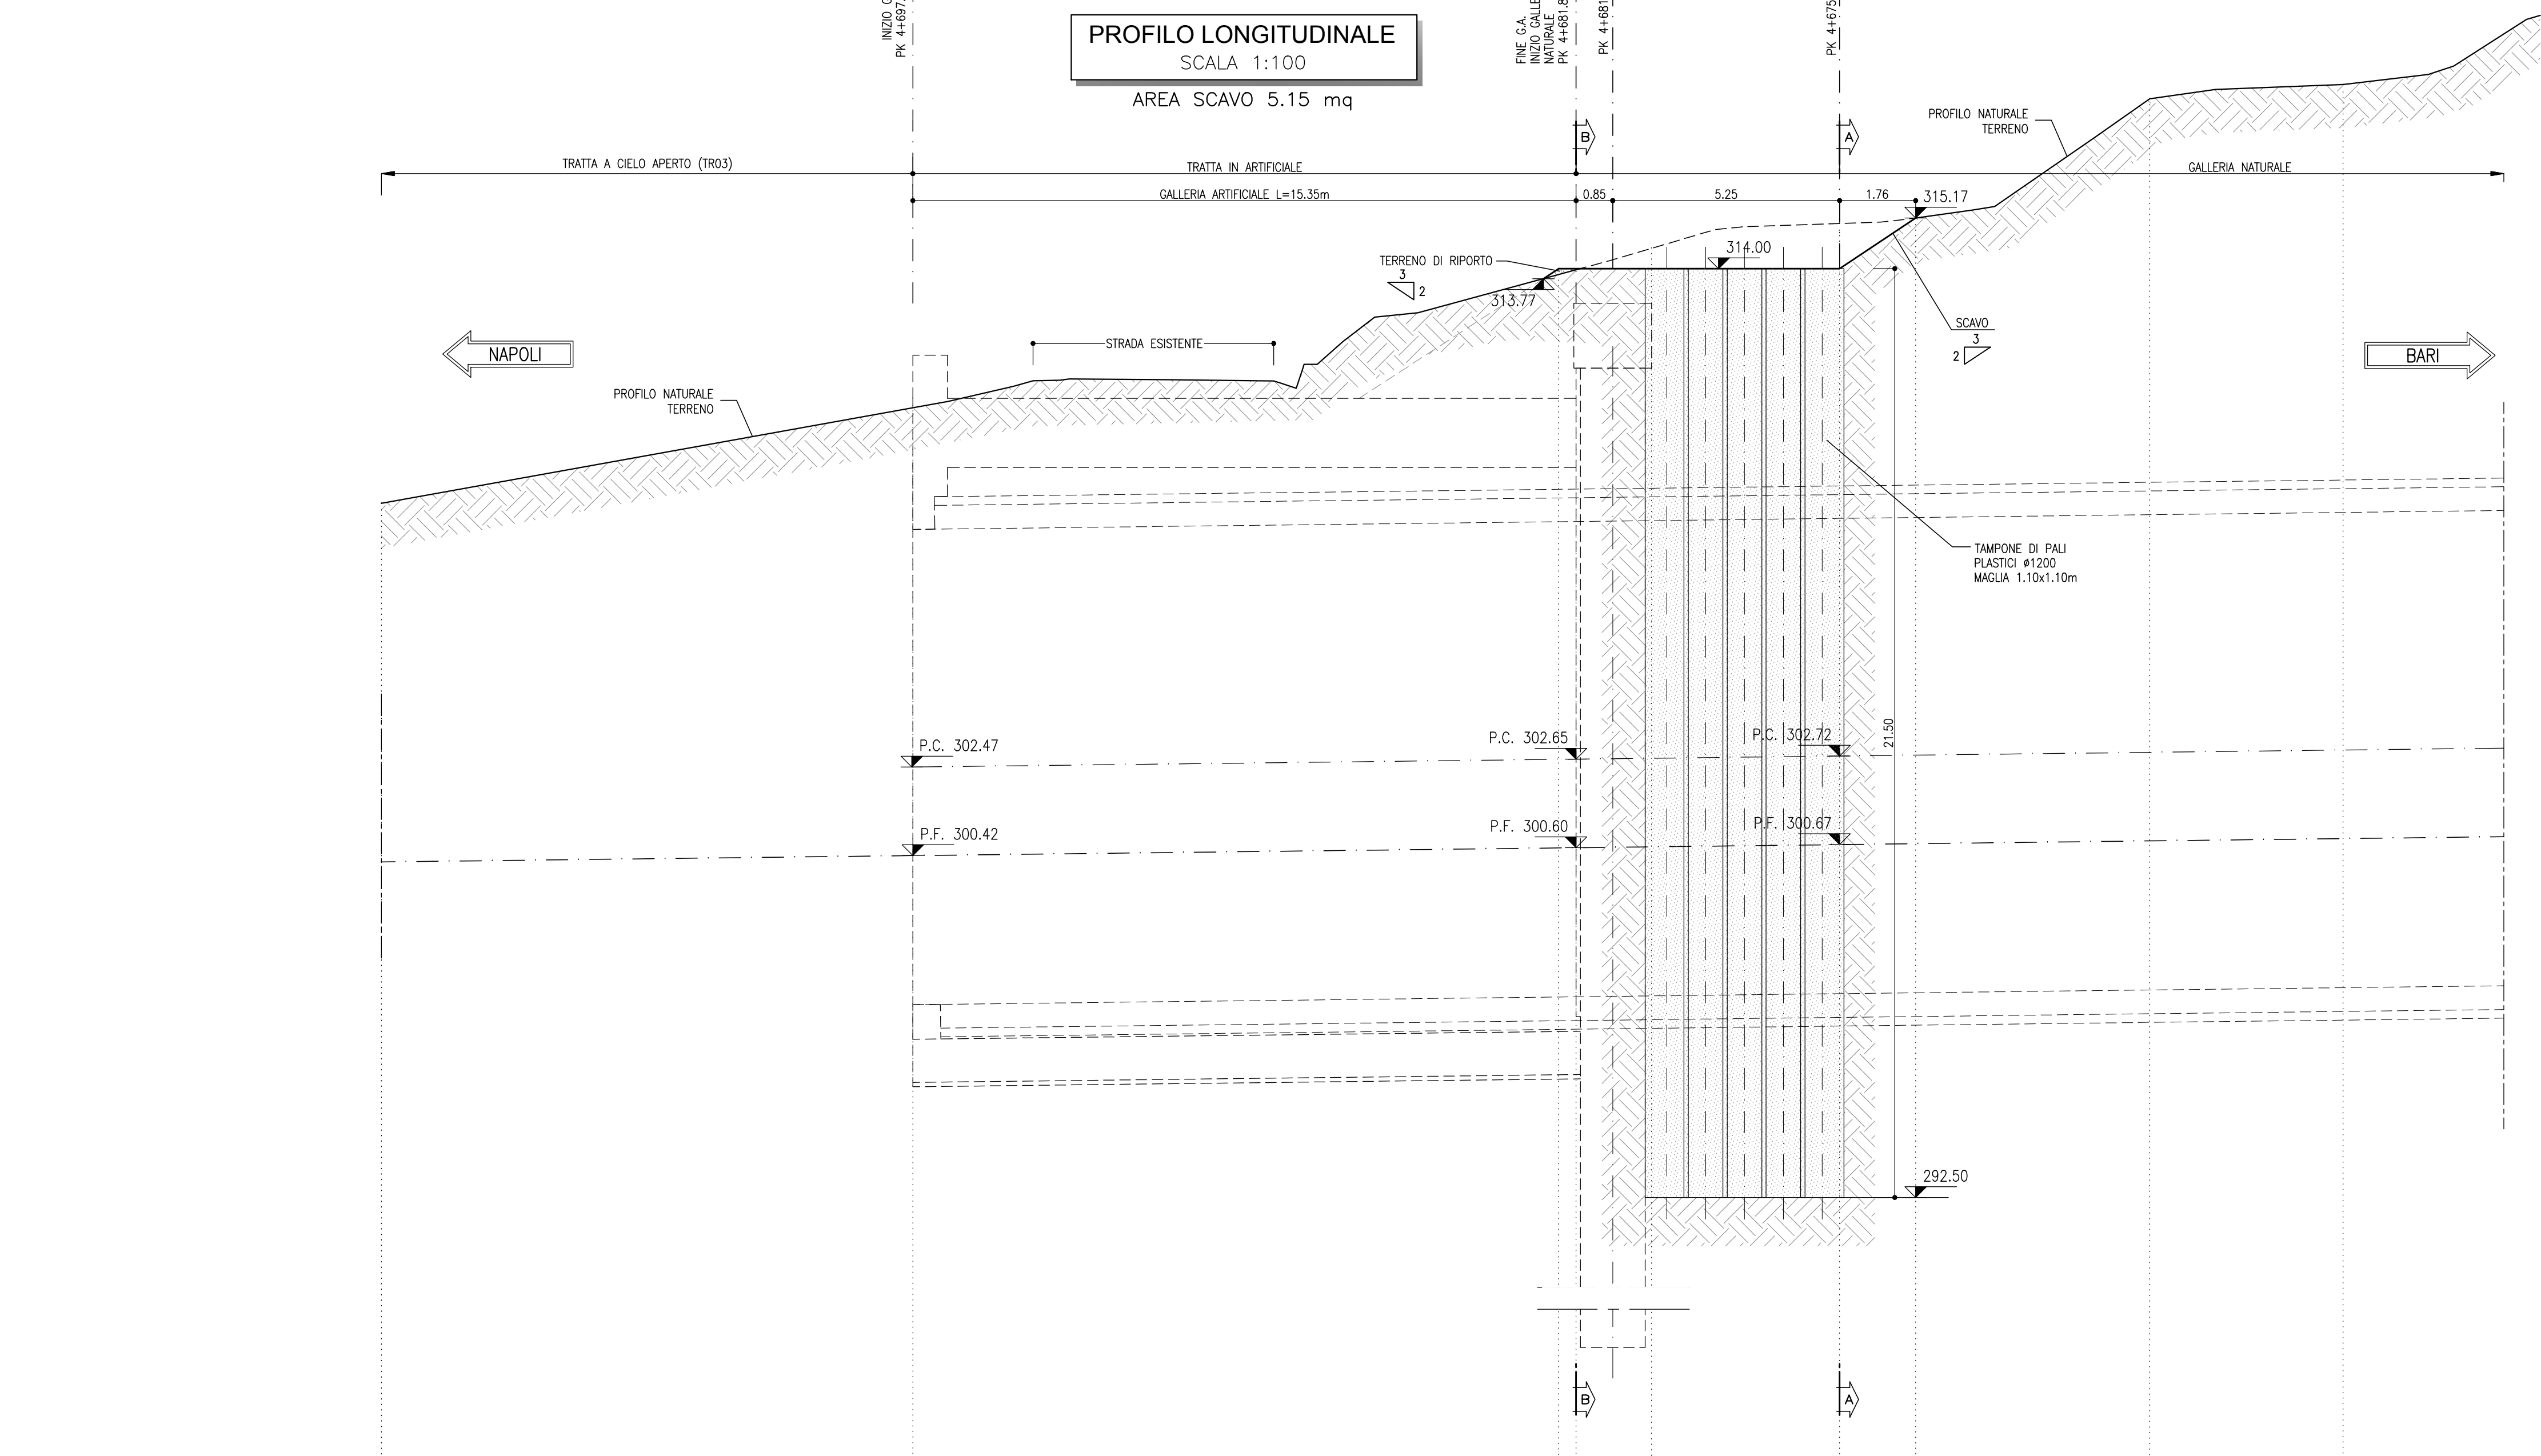 INIZIO G
PK 4+697.
PROFILO LONGITUDINALE
SCALA 1:100
AREA SCAVO 5.15 mq
FINE G.A.
INIZIO GALLE
NATURALE
PK 4+681.8
PK 4+681
PK 4+675
B
A
PROFILO NATURALE
TERRENO
TRATTA A CIELO APERTO (TR03)
TRATTA IN ARTIFICIALE
GALLERIA NATURALE
GALLERIA ARTIFICIALE L=15.35m
0.85
5.25
1.76
315.17
314.00
TERRENO DI RIPORTO
3
2
313.77
SCAVO
3
2
NAPOLI
STRADA ESISTENTE
BARI
PROFILO NATURALE
TERRENO
TAMPONE DI PALI
PLASTICI ø1200
MAGLIA 1.10x1.10m
21.50
P.C. 302.47
P.C. 302.65
P.C. 302.72
P.F. 300.42
P.F. 300.60
P.F. 300.67
292.50
B
A